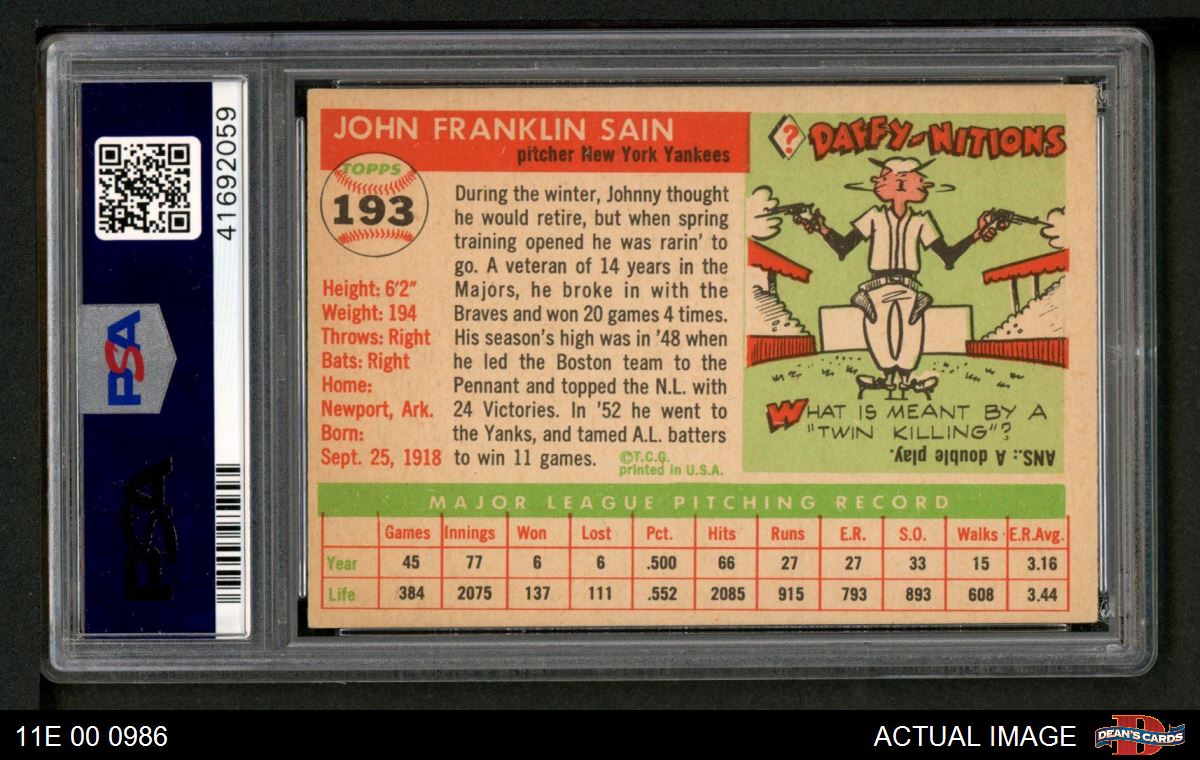 41692059
PSA
PSA
JOHN FRANKLIN SAIN
pitcher New York Yankees
TOPPS
193
Height: 6'2"
Weight: 194
Throws: Right
Bats: Right
Home:
Newport, Ark.
Born:
Sept. 25, 1918
During the winter, Johnny thought
he would retire, but when spring
training opened he was rarin' to
go. A veteran of 14 years in the
Majors, he broke in with the
Braves and won 20 games 4 times.
His season's high was in '48 when
he led the Boston team to the
Pennant and topped the N.L. with
24 Victories. In '52 he went to
the Yanks, and tamed A.L. batters
to win 11 games.
©T.C.G.
printed in U.S.A.
? DAFFY-NITIONS
WHAT IS MEANT BY A
"TWIN KILLING"?
ANS.: A double play.
MAJOR LEAGUE PITCHING RECORD
Games Innings Won Lost Pct. Hits Runs E.R. S.O. Walks E.R.Avg.
Year 45 77 6 6 .500 66 27 27 33 15 3.16
Life 384 2075 137 111 .552 2085 915 793 893 608 3.44
11E 00 0986
ACTUAL IMAGE
D
DEAN'S CARDS